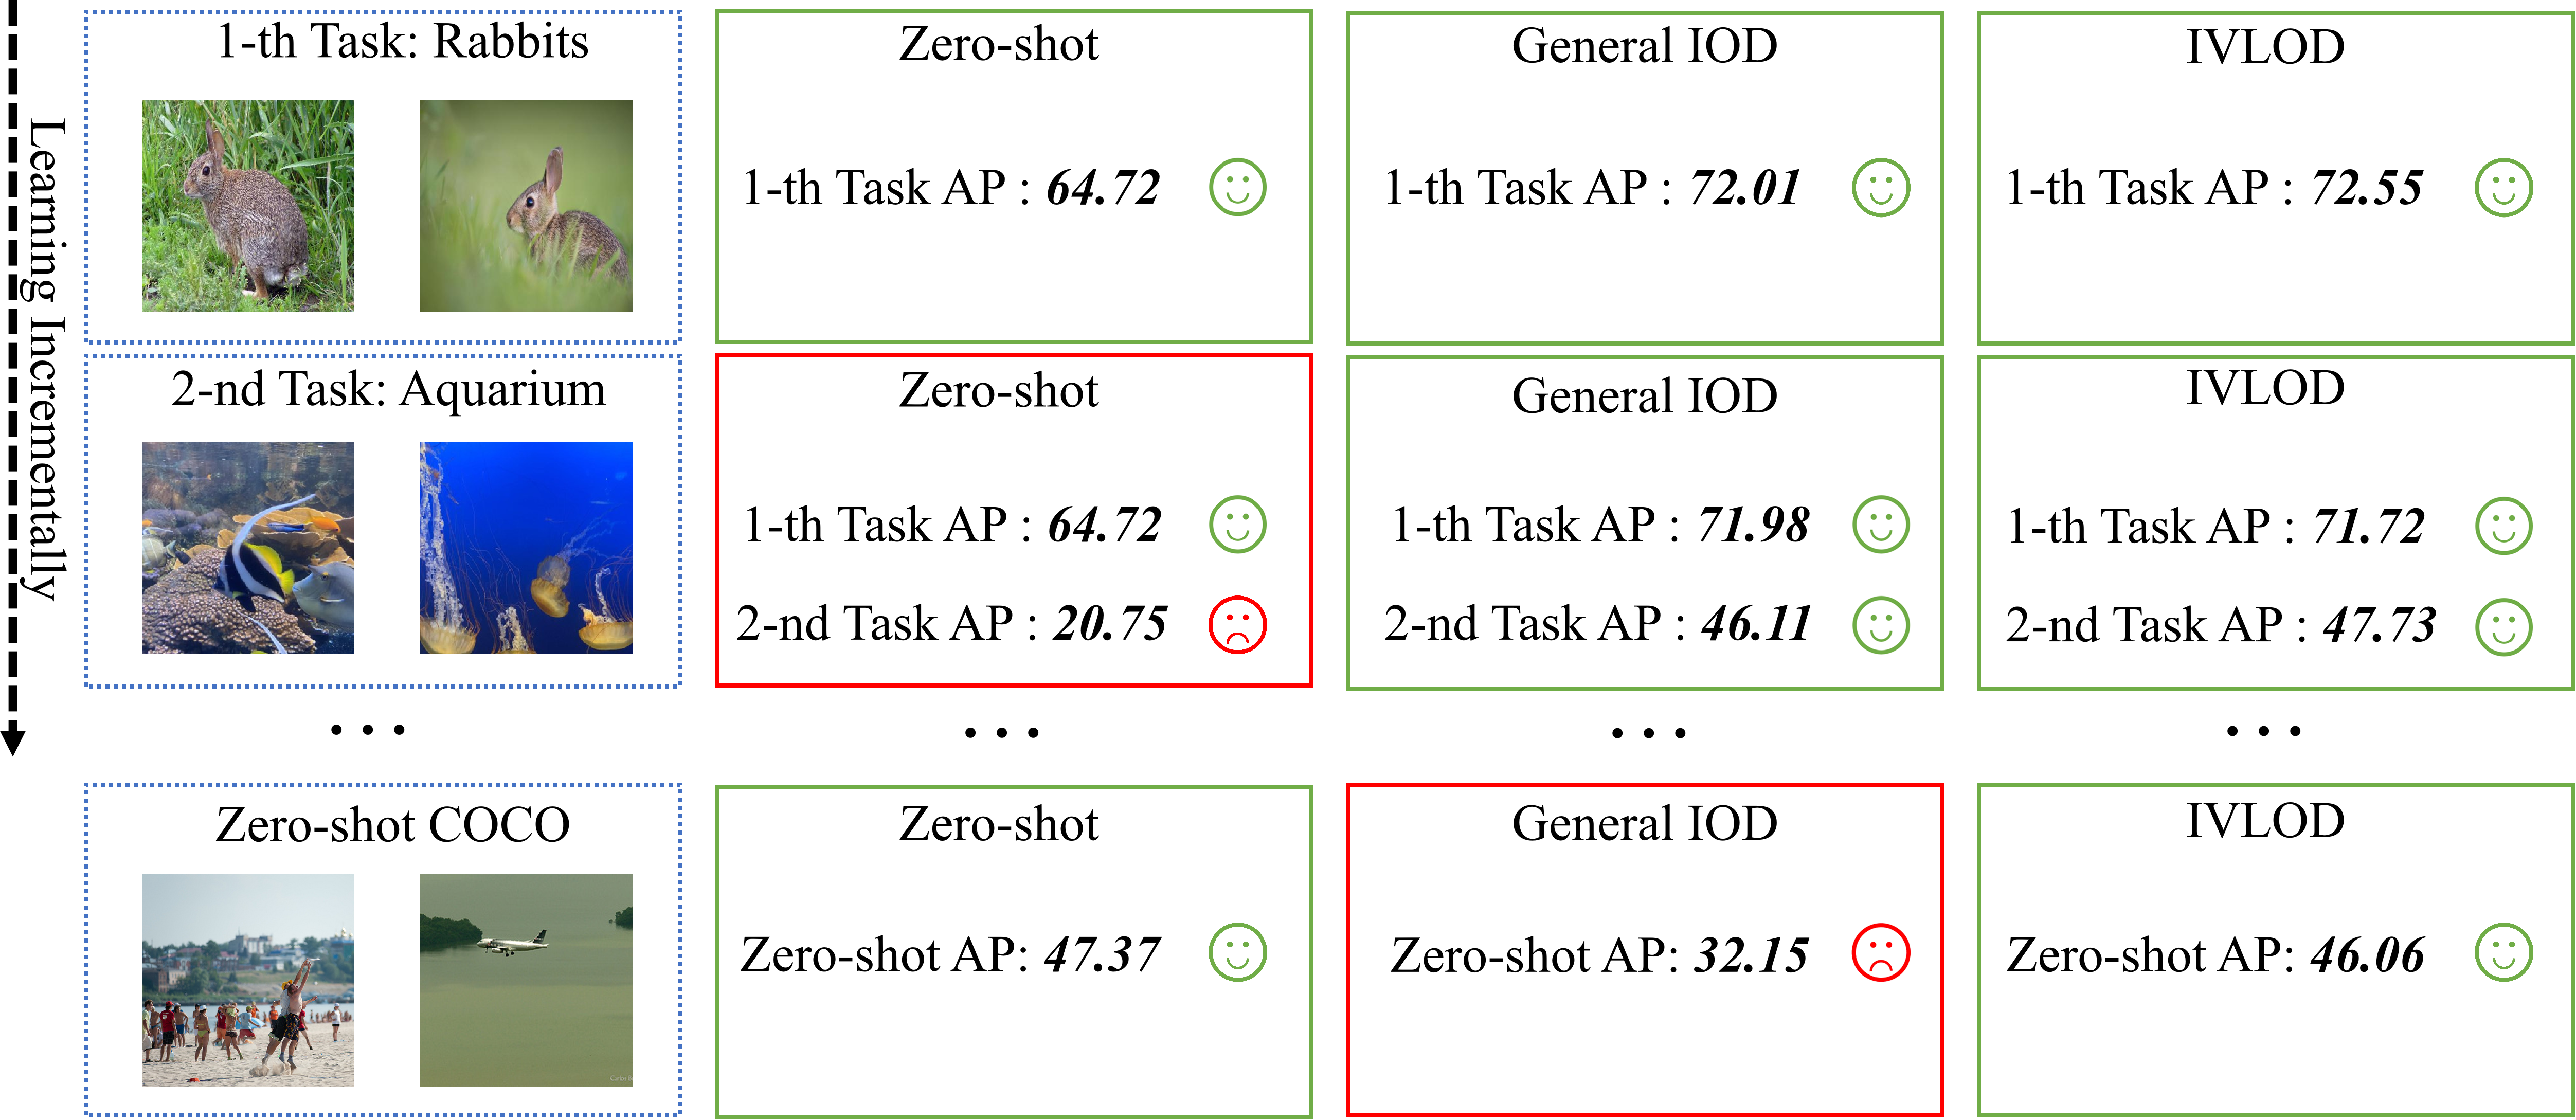 Learning Incrementally
1-th Task: Rabbits
Zero-shot
1-th Task AP : 64.72
General IOD
1-th Task AP : 72.01
IVLOD
1-th Task AP : 72.55
2-nd Task: Aquarium
Zero-shot
1-th Task AP : 64.72
2-nd Task AP : 20.75
General IOD
1-th Task AP : 71.98
2-nd Task AP : 46.11
IVLOD
1-th Task AP : 71.72
2-nd Task AP : 47.73
...
...
...
...
Zero-shot COCO
Zero-shot
Zero-shot AP: 47.37
General IOD
Zero-shot AP: 32.15
IVLOD
Zero-shot AP: 46.06